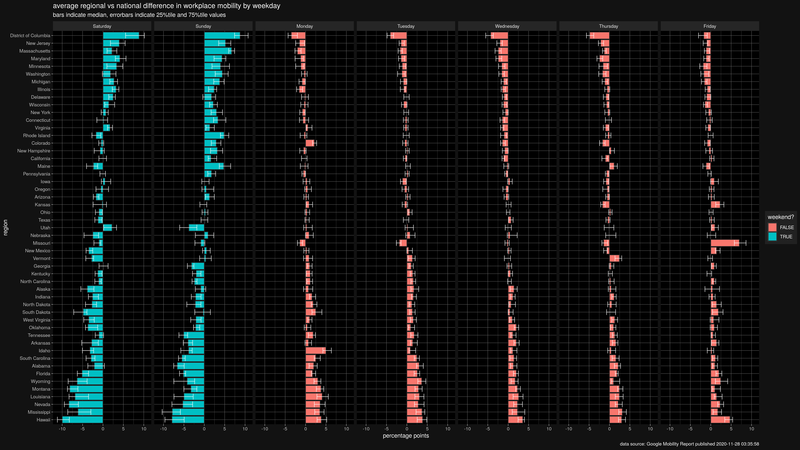 average regional vs national difference in workplace mobility by weekday
bars indicate median, errorbars indicate 25%tile and 75%tile values
Saturday Sunday Monday Tuesday Wednesday Thursday Friday
District of Columbia
New Jersey
Massachusetts
Maryland
Minnesota
Washington
Michigan
Illinois
Delaware
Wisconsin
New York
Connecticut
Virginia
Rhode Island
Colorado
New Hampshire
California
Maine
Pennsylvania
Iowa
Oregon
Arizona
Kansas
Ohio
Texas
Utah
Nebraska
Missouri
New Mexico
Vermont
Georgia
Kentucky
North Carolina
Alaska
Indiana
North Dakota
South Dakota
West Virginia
Oklahoma
Tennessee
Arkansas
Idaho
South Carolina
Alabama
Florida
Wyoming
Montana
Louisiana
Nevada
Mississippi
Hawaii
region
weekend?
FALSE
TRUE
-10 -5 0 5 10 -10 -5 0 5 10 -10 -5 0 5 10 -10 -5 0 5 10 -10 -5 0 5 10 -10 -5 0 5 10 -10 -5 0 5 10
percentage points
data source: Google Mobility Report published 2020-11-28 03:35:58